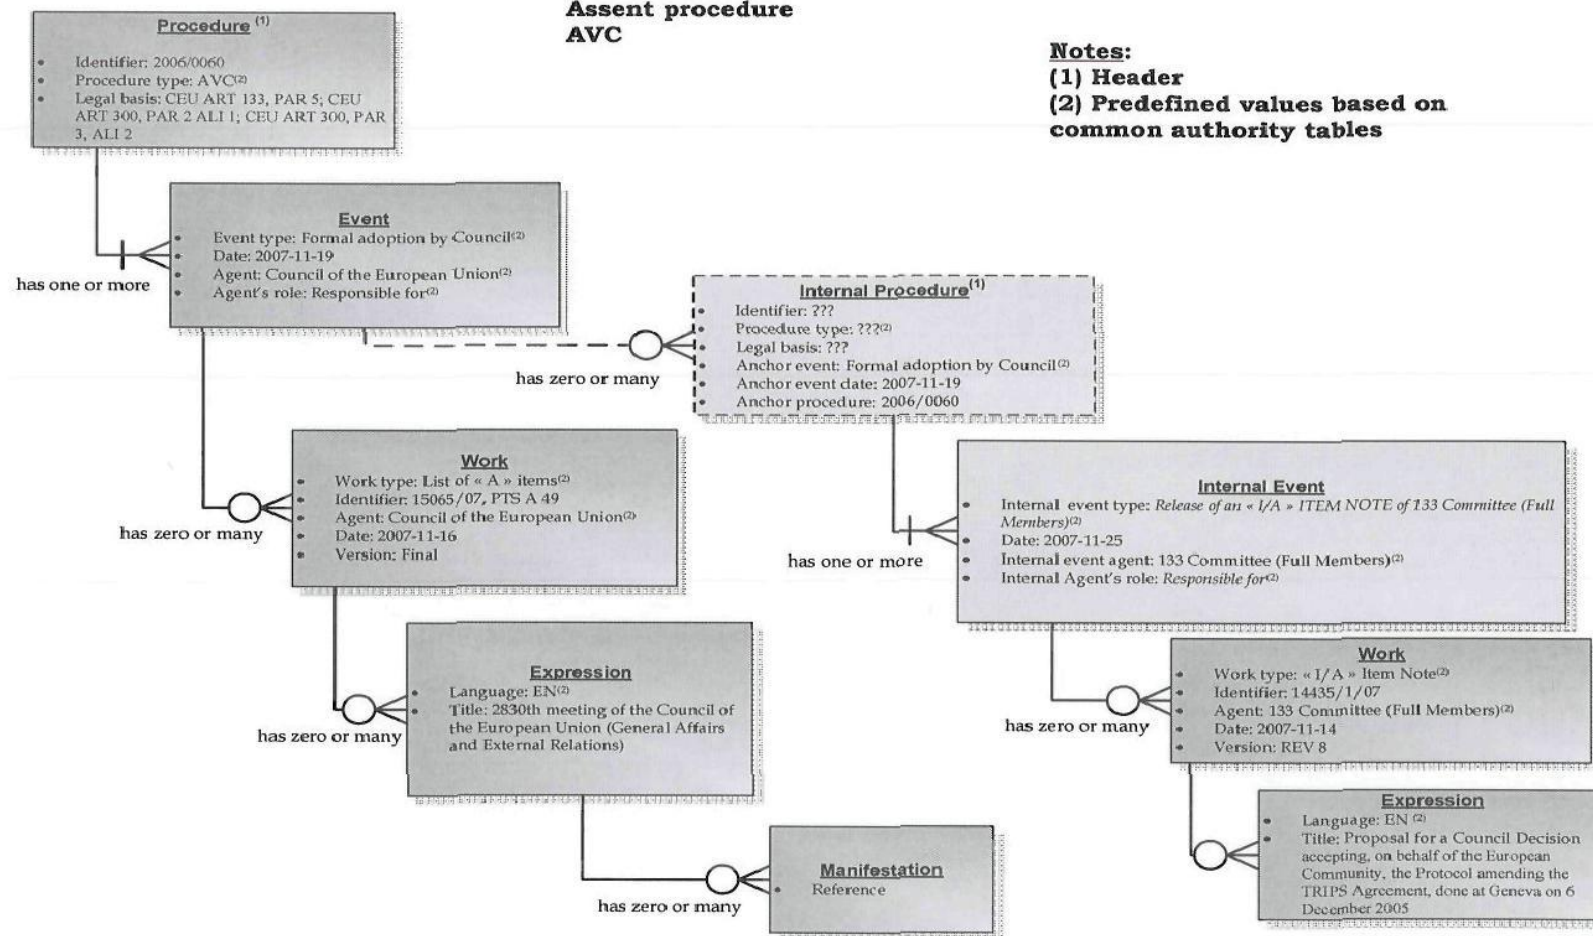 Assent procedure
AVC
Procedure (1)
• Identifier: 2006/0060
• Procedure type: AVC(2)
• Legal basis: CEU ART 133, PAR 5; CEU
ART 300, PAR 2 ALI 1; CEU ART 300, PAR
3, ALI 2
Notes:
(1) Header
(2) Predefined values based on
common authority tables
has one or more
Event
• Event type: Formal adoption by Council(2)
• Date: 2007-11-19
• Agent: Council of the European Union(2)
• Agent's role: Responsible for(2)
has zero or many
Internal Procedure(1)
• Identifier: ???
• Procedure type: ???(2)
• Legal basis: ???
• Anchor event: Formal adoption by Council(2)
• Anchor event date: 2007-11-19
• Anchor procedure: 2006/0060
has zero or many
Work
• Work type: List of « A » items(2)
• Identifier: 15065/07, PTS A 49
• Agent: Council of the European Union(2)
• Date: 2007-11-16
• Version: Final
has one or more
Internal Event
• Internal event type: Release of an « I/A » ITEM NOTE of 133 Committee (Full
Members)(2)
• Date: 2007-11-25
• Internal event agent: 133 Committee (Full Members)(2)
• Internal Agent's role: Responsible for(2)
has zero or many
Expression
• Language: EN(2)
• Title: 2830th meeting of the Council of
the European Union (General Affairs
and External Relations)
has zero or many
Work
• Work type: « I/A » Item Note(2)
• Identifier: 14435/1/07
• Agent: 133 Committee (Full Members)(2)
• Date: 2007-11-14
• Version: REV 8
has zero or many
Manifestation
• Reference
Expression
• Language: EN (2)
• Title: Proposal for a Council Decision
accepting, on behalf of the European
Community, the Protocol amending the
TRIPS Agreement, done at Geneva on 6
December 2005